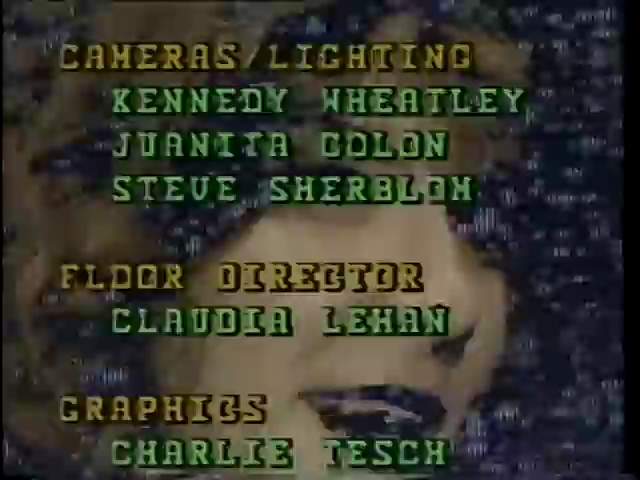 CAMERAS/LIGHTING
KENNEDY WHEATLEY
JUANITA COLON
STEVE SHERBLOM
FLOOR DIRECTOR
CLAUDIA LEHAN
GRAPHICS
CHARLIE TESCH